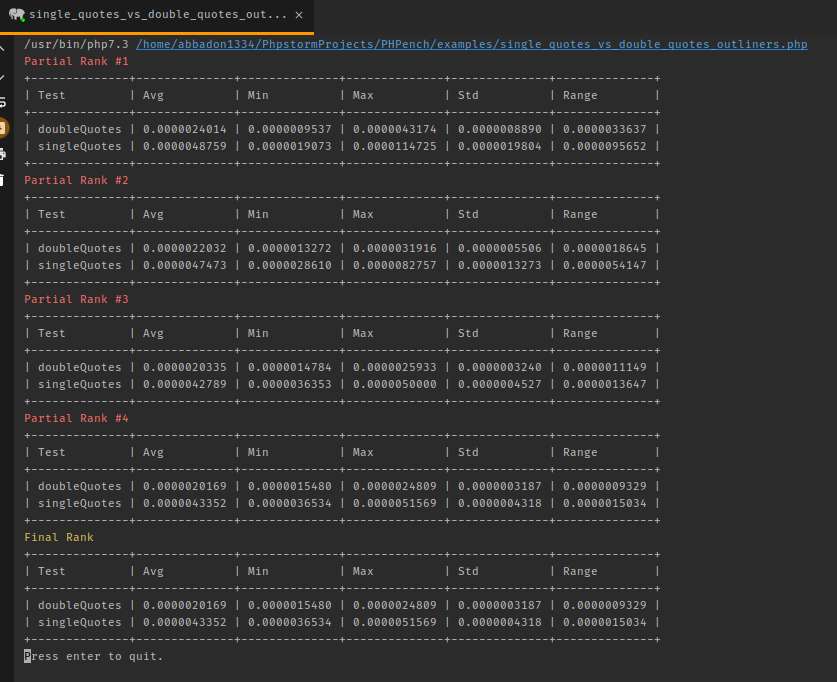 single_quotes_vs_double_quotes_out... ×
/usr/bin/php7.3 /home/abbadon1334/PhpstormProjects/PHPench/examples/single_quotes_vs_double_quotes_outliners.php
Partial Rank #1
+--------------+--------------+--------------+--------------+--------------+--------------+
| Test         | Avg          | Min          | Max          | Std          | Range        |
+--------------+--------------+--------------+--------------+--------------+--------------+
| doubleQuotes | 0.0000024014 | 0.0000009537 | 0.0000043174 | 0.0000008890 | 0.0000033637 |
| singleQuotes | 0.0000048759 | 0.0000019073 | 0.0000114725 | 0.0000019804 | 0.0000095652 |
+--------------+--------------+--------------+--------------+--------------+--------------+
Partial Rank #2
+--------------+--------------+--------------+--------------+--------------+--------------+
| Test         | Avg          | Min          | Max          | Std          | Range        |
+--------------+--------------+--------------+--------------+--------------+--------------+
| doubleQuotes | 0.0000022032 | 0.0000013272 | 0.0000031916 | 0.0000005506 | 0.0000018645 |
| singleQuotes | 0.0000047473 | 0.0000028610 | 0.0000082757 | 0.0000013273 | 0.0000054147 |
+--------------+--------------+--------------+--------------+--------------+--------------+
Partial Rank #3
+--------------+--------------+--------------+--------------+--------------+--------------+
| Test         | Avg          | Min          | Max          | Std          | Range        |
+--------------+--------------+--------------+--------------+--------------+--------------+
| doubleQuotes | 0.0000020335 | 0.0000014784 | 0.0000025933 | 0.0000003240 | 0.0000011149 |
| singleQuotes | 0.0000042789 | 0.0000036353 | 0.0000050000 | 0.0000004527 | 0.0000013647 |
+--------------+--------------+--------------+--------------+--------------+--------------+
Partial Rank #4
+--------------+--------------+--------------+--------------+--------------+--------------+
| Test         | Avg          | Min          | Max          | Std          | Range        |
+--------------+--------------+--------------+--------------+--------------+--------------+
| doubleQuotes | 0.0000020169 | 0.0000015480 | 0.0000024809 | 0.0000003187 | 0.0000009329 |
| singleQuotes | 0.0000043352 | 0.0000036534 | 0.0000051569 | 0.0000004318 | 0.0000015034 |
+--------------+--------------+--------------+--------------+--------------+--------------+
Final Rank
+--------------+--------------+--------------+--------------+--------------+--------------+
| Test         | Avg          | Min          | Max          | Std          | Range        |
+--------------+--------------+--------------+--------------+--------------+--------------+
| doubleQuotes | 0.0000020169 | 0.0000015480 | 0.0000024809 | 0.0000003187 | 0.0000009329 |
| singleQuotes | 0.0000043352 | 0.0000036534 | 0.0000051569 | 0.0000004318 | 0.0000015034 |
+--------------+--------------+--------------+--------------+--------------+--------------+
Press enter to quit.